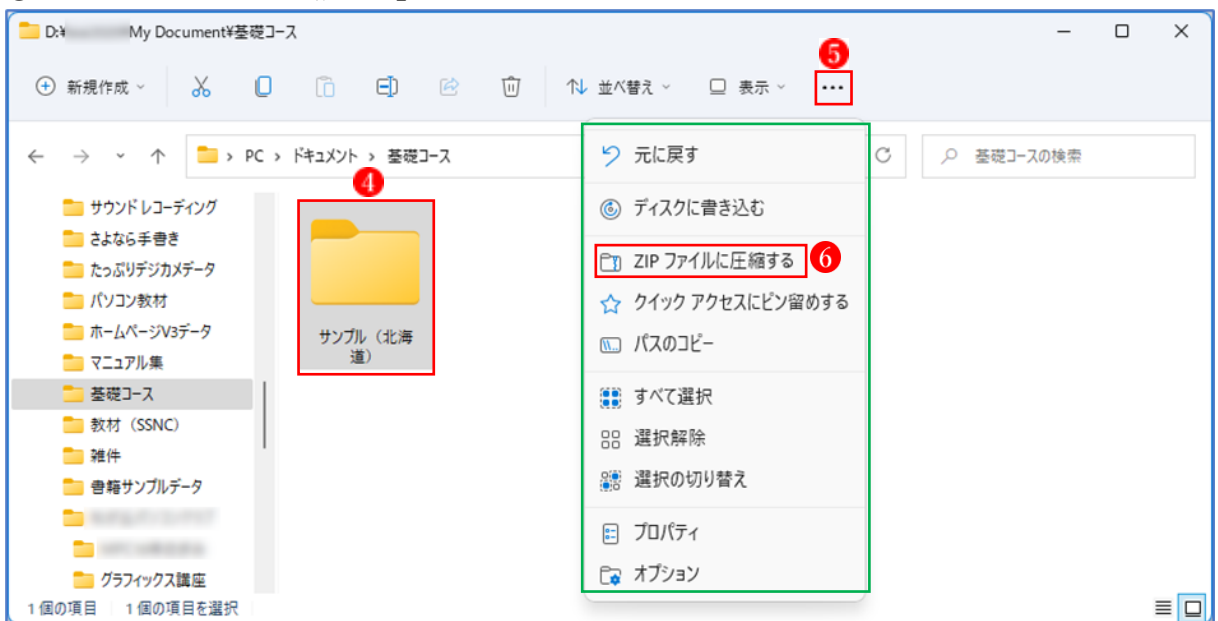 D:¥ My Document¥基礎コース
5
新規作成 並べ替え 表示 •••
PC › ドキュメント › 基礎コース
基礎コースの検索
4
サウンド レコーディング
さよなら手書き
たっぷりデジカメデータ
パソコン教材
ホームページV3データ
マニュアル集
基礎コース
教材（SSNC）
雑件
書籍サンプルデータ
グラフィックス講座
サンプル（北海
道）
元に戻す
ディスクに書き込む
ZIP ファイルに圧縮する 6
クイック アクセスにピン留めする
パスのコピー
すべて選択
選択解除
選択の切り替え
プロパティ
オプション
1 個の項目 1 個の項目を選択